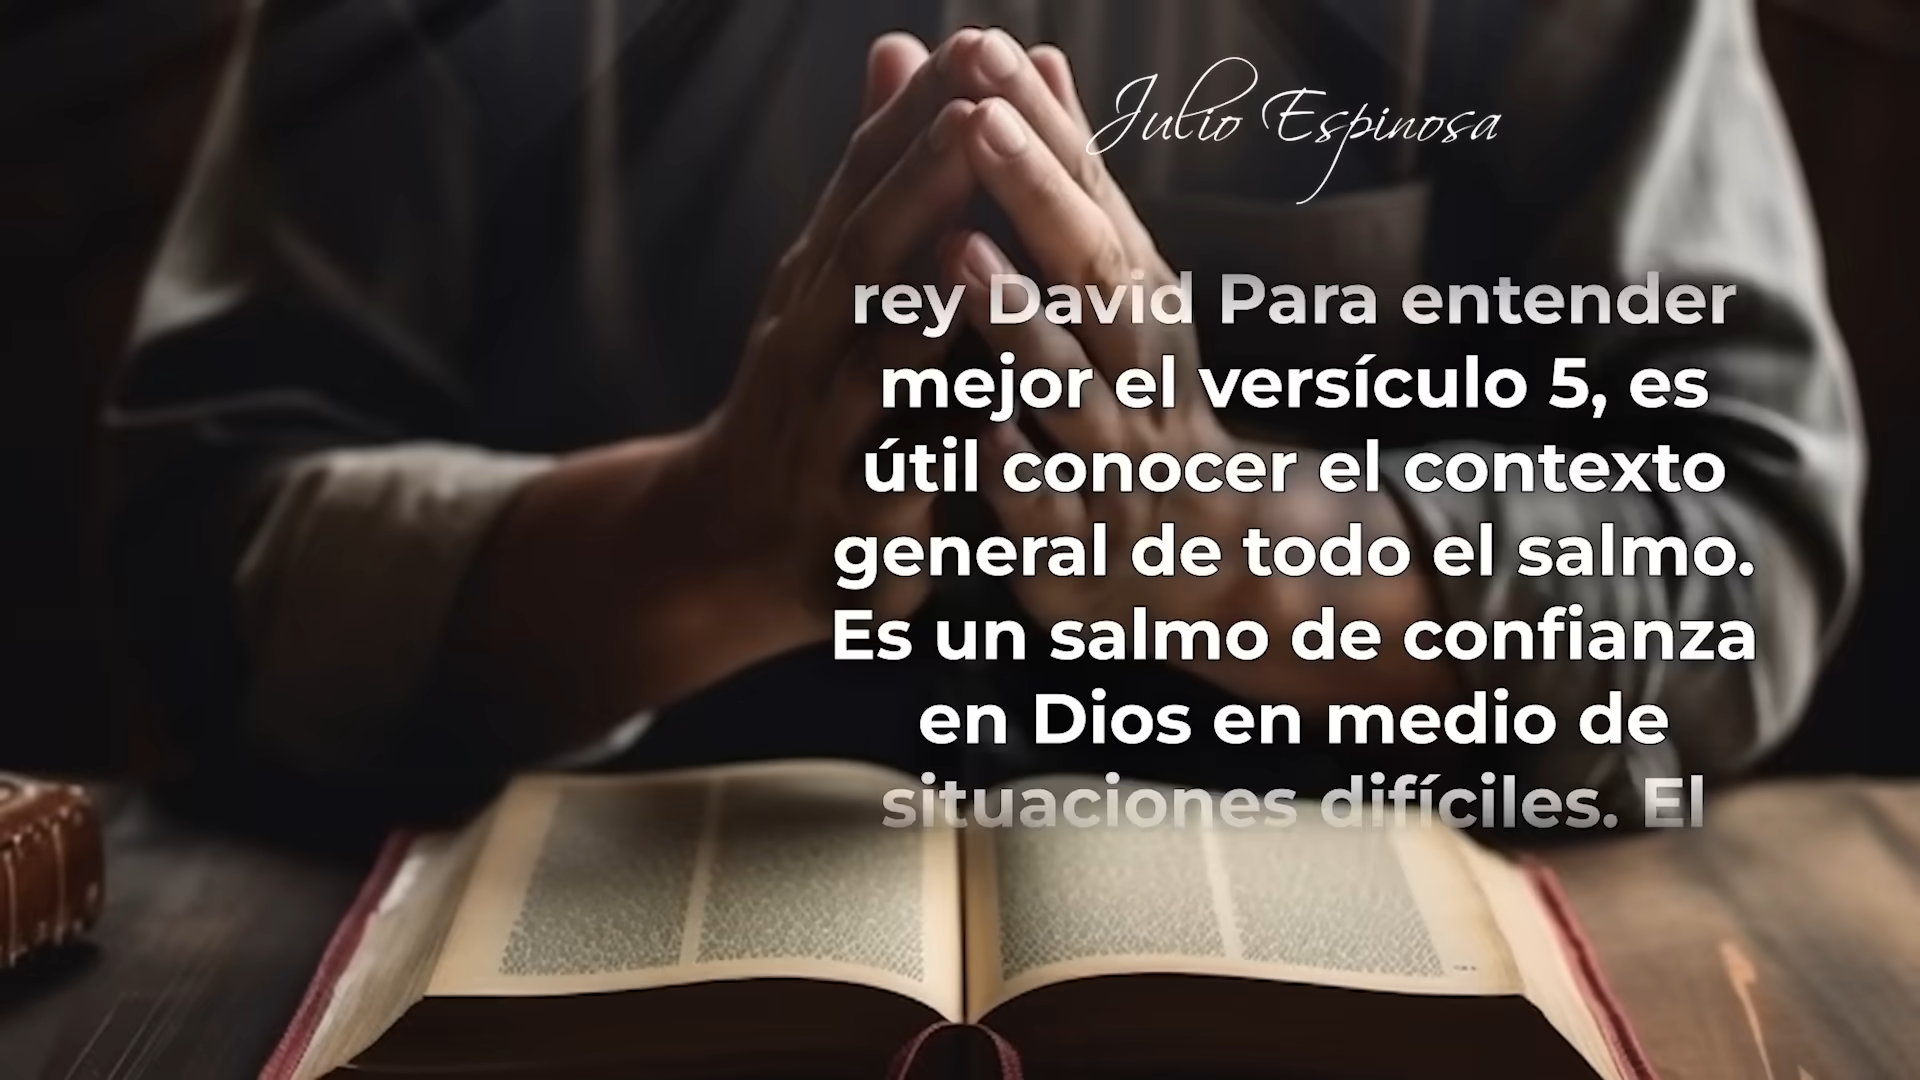 Julio Espinosa
rey David Para entender
mejor el versículo 5, es
útil conocer el contexto
general de todo el salmo.
Es un salmo de confianza
en Dios en medio de
situaciones difíciles. El